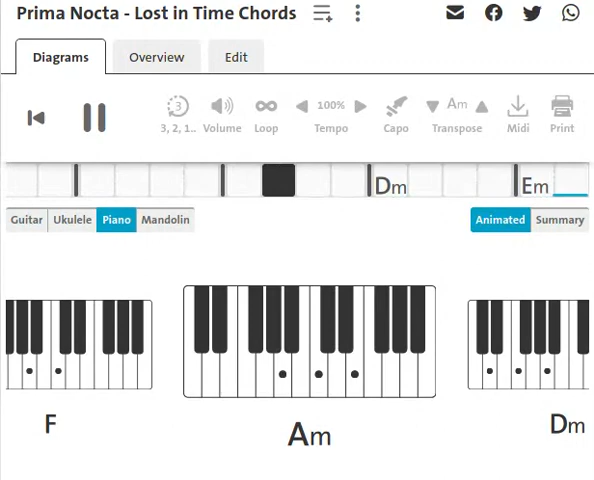 Prima Nocta - Lost in Time Chords
Diagrams Overview Edit
3 100% Am
3, 2, 1.. Volume Loop Tempo Capo Transpose Midi Print
Dm Em
Guitar Ukulele Piano Mandolin Animated Summary
F Am Dm